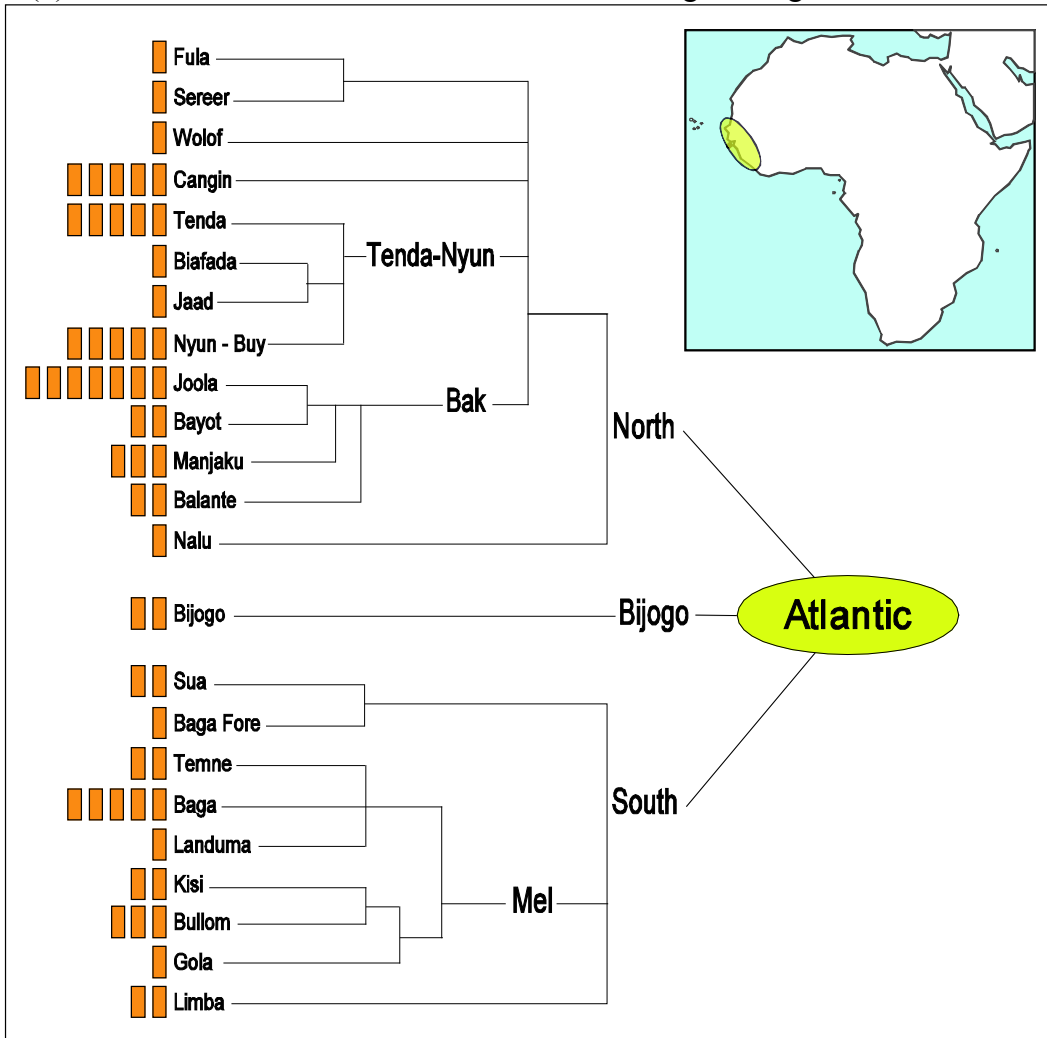 Fula
Sereer
Wolof
Cangin
Tenda
Tenda-Nyun
Biafada
Jaad
Nyun - Buy
Joola
Bak
Bayot
North
Manjaku
Balante
Nalu
Bijogo
Bijogo
Atlantic
Sua
Baga Fore
Temne
Baga
South
Landuma
Kisi
Mel
Bullom
Gola
Limba